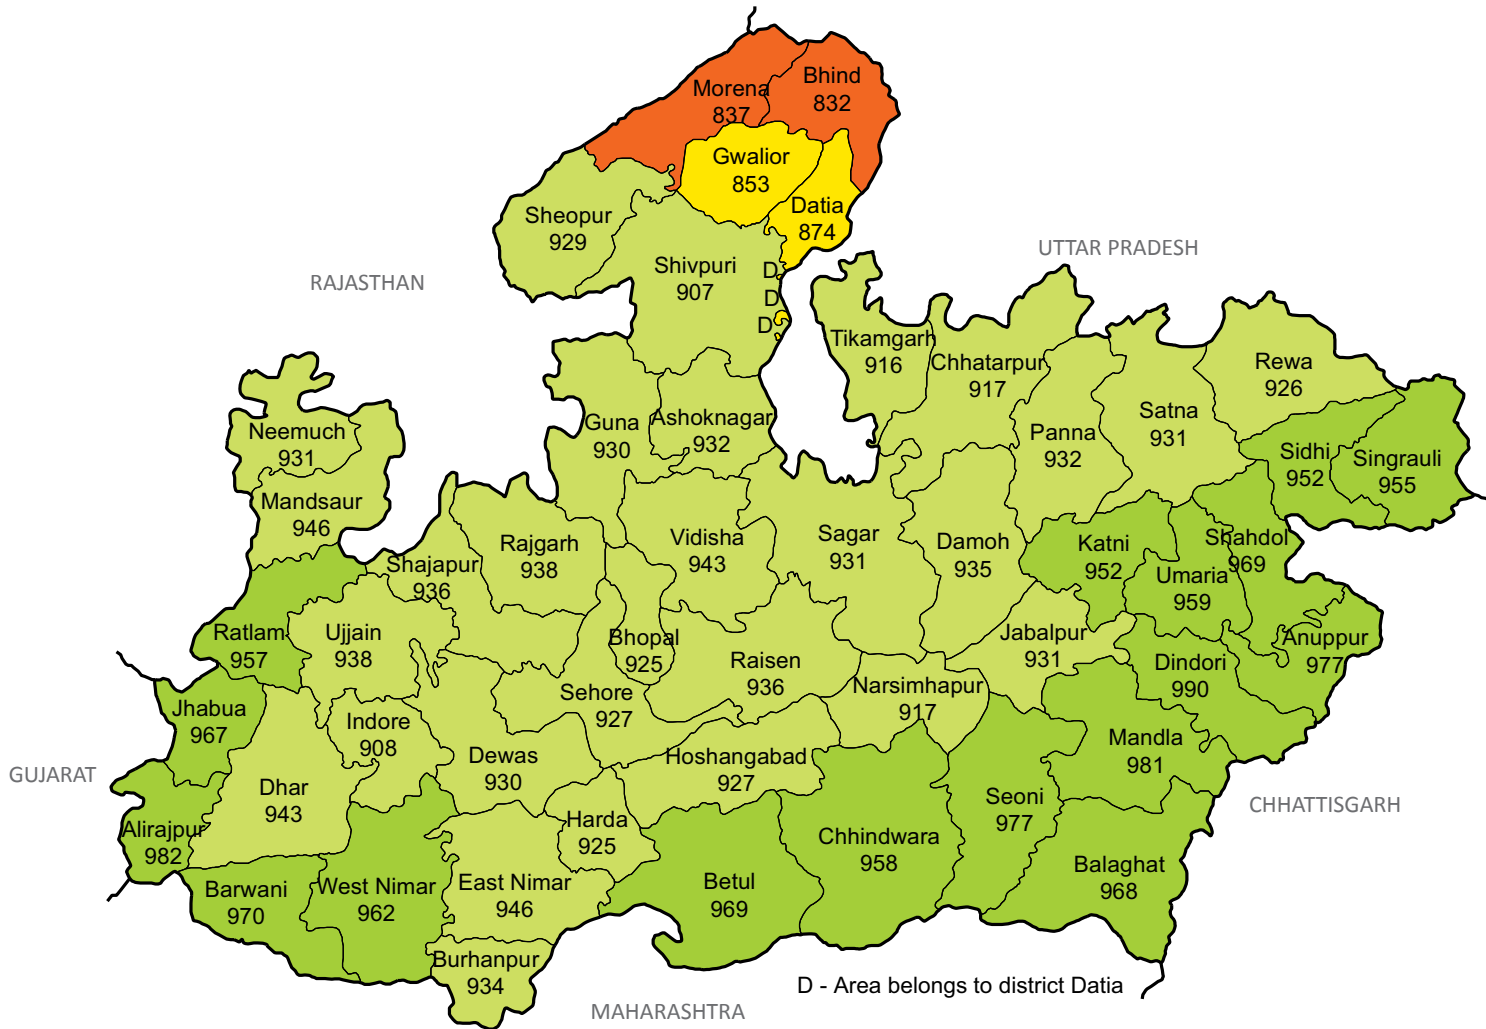 Morena
837
Bhind
832
Gwalior
853
Datia
874
Sheopur
929
Shivpuri
907
D
D
D
UTTAR PRADESH
RAJASTHAN
Tikamgarh
916
Chhatarpur
917
Rewa
926
Neemuch
931
Guna
930
Ashoknagar
932
Panna
932
Satna
931
Sidhi
952
Singrauli
955
Mandsaur
946
Rajgarh
938
Vidisha
943
Sagar
931
Damoh
935
Katni
952
Shahdol
969
Shajapur
936
Umaria
959
Ratlam
957
Ujjain
938
Bhopal
925
Raisen
936
Jabalpur
931
Dindori
990
Anuppur
977
Jhabua
967
Indore
908
Sehore
927
Narsimhapur
917
Dewas
930
Hoshangabad
927
Mandla
981
GUJARAT
Dhar
943
Seoni
977
CHHATTISGARH
Alirajpur
982
Harda
925
Chhindwara
958
Balaghat
968
Barwani
970
West Nimar
962
East Nimar
946
Betul
969
Burhanpur
934
D - Area belongs to district Datia
MAHARASHTRA